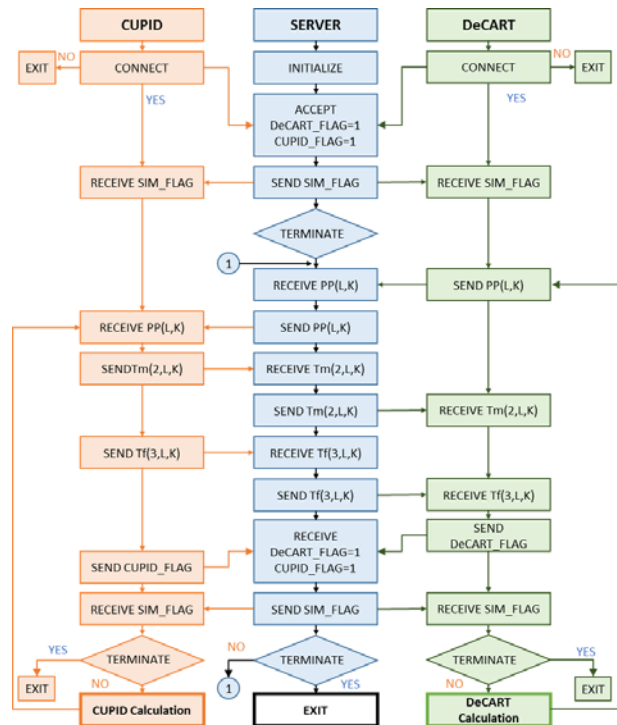 CUPID
SERVER
DeCART
EXIT
NO
CONNECT
INITIALIZE
CONNECT
NO
EXIT
YES
ACCEPT
DeCART_FLAG=1
CUPID_FLAG=1
YES
RECEIVE SIM_FLAG
SEND SIM_FLAG
RECEIVE SIM_FLAG
TERMINATE
1
RECEIVE PP(L,K)
SEND PP(L,K)
RECEIVE PP(L,K)
SEND PP(L,K)
SENDTm(2,L,K)
RECEIVE Tm(2,L,K)
SEND Tm(2,L,K)
RECEIVE Tm(2,L,K)
SEND Tf(3,L,K)
RECEIVE Tf(3,L,K)
SEND Tf(3,L,K)
RECEIVE Tf(3,L,K)
RECEIVE
DeCART_FLAG=1
CUPID_FLAG=1
SEND
DeCART_FLAG
SEND CUPID_FLAG
RECEIVE SIM_FLAG
SEND SIM_FLAG
RECEIVE SIM_FLAG
YES
TERMINATE
NO
TERMINATE
TERMINATE
YES
EXIT
NO
1
YES
NO
EXIT
CUPID Calculation
EXIT
DeCART
Calculation